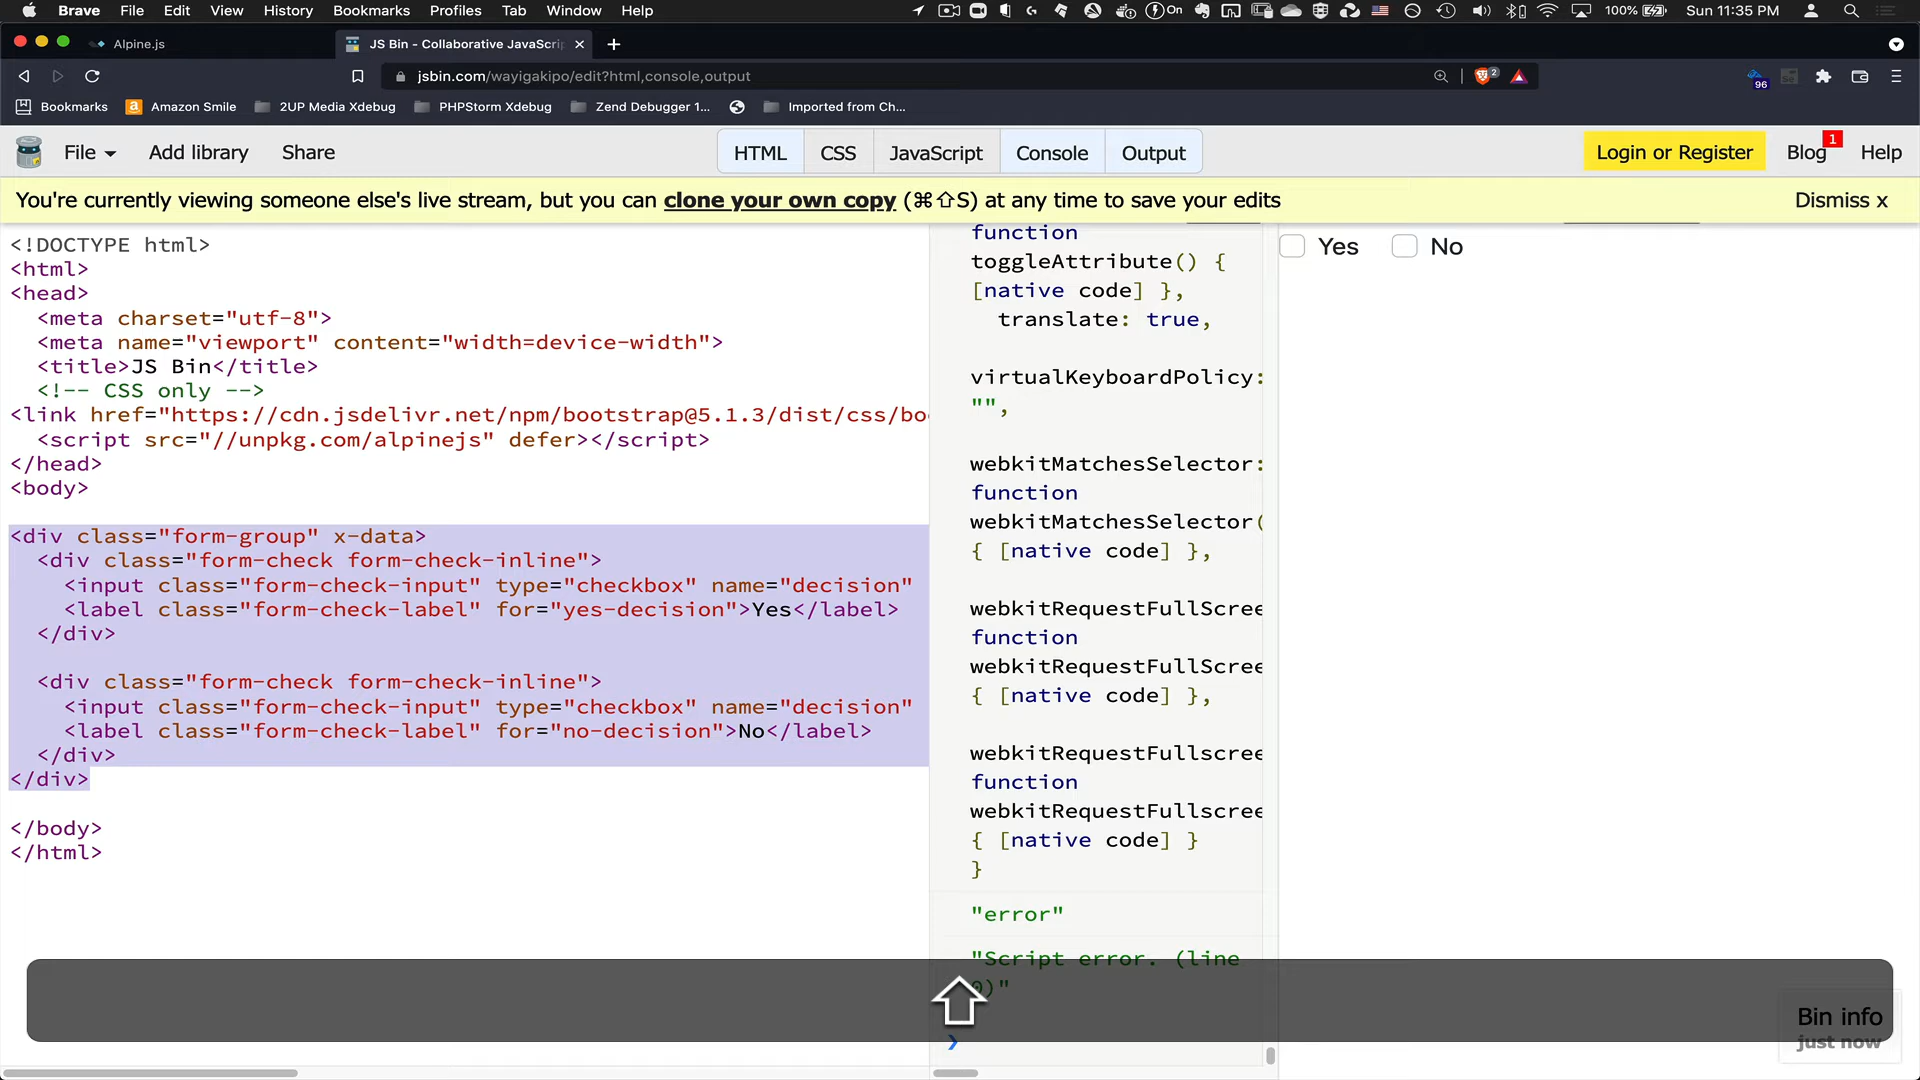 Brave File Edit View History Bookmarks Profiles Tab Window Help On 100% Sun 11:35 PM
Alpine.js
JS Bin - Collaborative JavaScri
jsbin.com/wayigakipo/edit?html,console,output
2
96
Bookmarks Amazon Smile 2UP Media Xdebug PHPStorm Xdebug Zend Debugger 1... Imported from Ch...
File Add library Share HTML CSS JavaScript Console Output Login or Register Blog 1 Help
You're currently viewing someone else's live stream, but you can clone your own copy (⌘⇧S) at any time to save your edits Dismiss x
<!DOCTYPE html>
<html>
<head>
<meta charset="utf-8">
<meta name="viewport" content="width=device-width">
<title>JS Bin</title>
<!-- CSS only -->
<link href="https://cdn.jsdelivr.net/npm/bootstrap@5.1.3/dist/css/bo
<script src="//unpkg.com/alpinejs" defer></script>
</head>
<body>
<div class="form-group" x-data>
<div class="form-check form-check-inline">
<input class="form-check-input" type="checkbox" name="decision"
<label class="form-check-label" for="yes-decision">Yes</label>
</div>
<div class="form-check form-check-inline">
<input class="form-check-input" type="checkbox" name="decision"
<label class="form-check-label" for="no-decision">No</label>
</div>
</div>
</body>
</html>
function
toggleAttribute() {
[native code] },
translate: true,
virtualKeyboardPolicy:
"",
webkitMatchesSelector:
function
webkitMatchesSelector(
{ [native code] },
webkitRequestFullScree
function
webkitRequestFullScree
{ [native code] },
webkitRequestFullscree
function
webkitRequestFullscree
{ [native code] }
}
"error"
"Script error. (line
0)"
Yes No
Bin info
just now